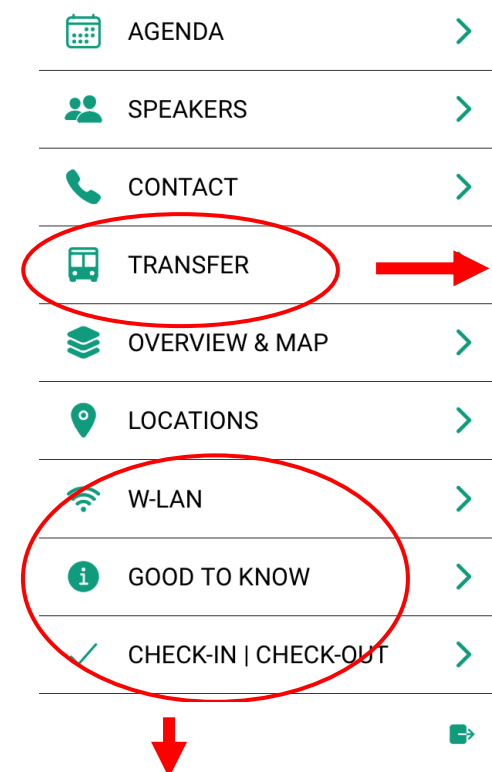 AGENDA
SPEAKERS
CONTACT
TRANSFER
OVERVIEW & MAP
LOCATIONS
W-LAN
GOOD TO KNOW
CHECK-IN | CHECK-OUT